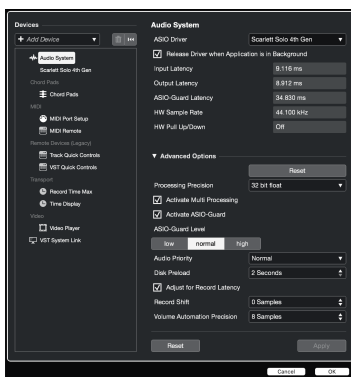 Devices
+ Add Device
Audio System
Scarlett Solo 4th Gen
Chord Pads
Chord Pads
MIDI
MIDI Port Setup
MIDI Remote
Remote Devices (Legacy)
Track Quick Controls
VST Quick Controls
Transport
Record Time Max
Time Display
Video
Video Player
VST System Link
Audio System
ASIO Driver Scarlett Solo 4th Gen
Release Driver when Application is in Background
Input Latency 9.116 ms
Output Latency 8.912 ms
ASIO-Guard Latency 34.830 ms
HW Sample Rate 44.100 kHz
HW Pull Up/Down Off
Advanced Options
Reset
Processing Precision 32 bit float
Activate Multi Processing
Activate ASIO-Guard
ASIO-Guard Level
low normal high
Audio Priority Normal
Disk Preload 2 Seconds
Adjust for Record Latency
Record Shift 0 Samples
Volume Automation Precision 8 Samples
Reset Apply
Cancel OK